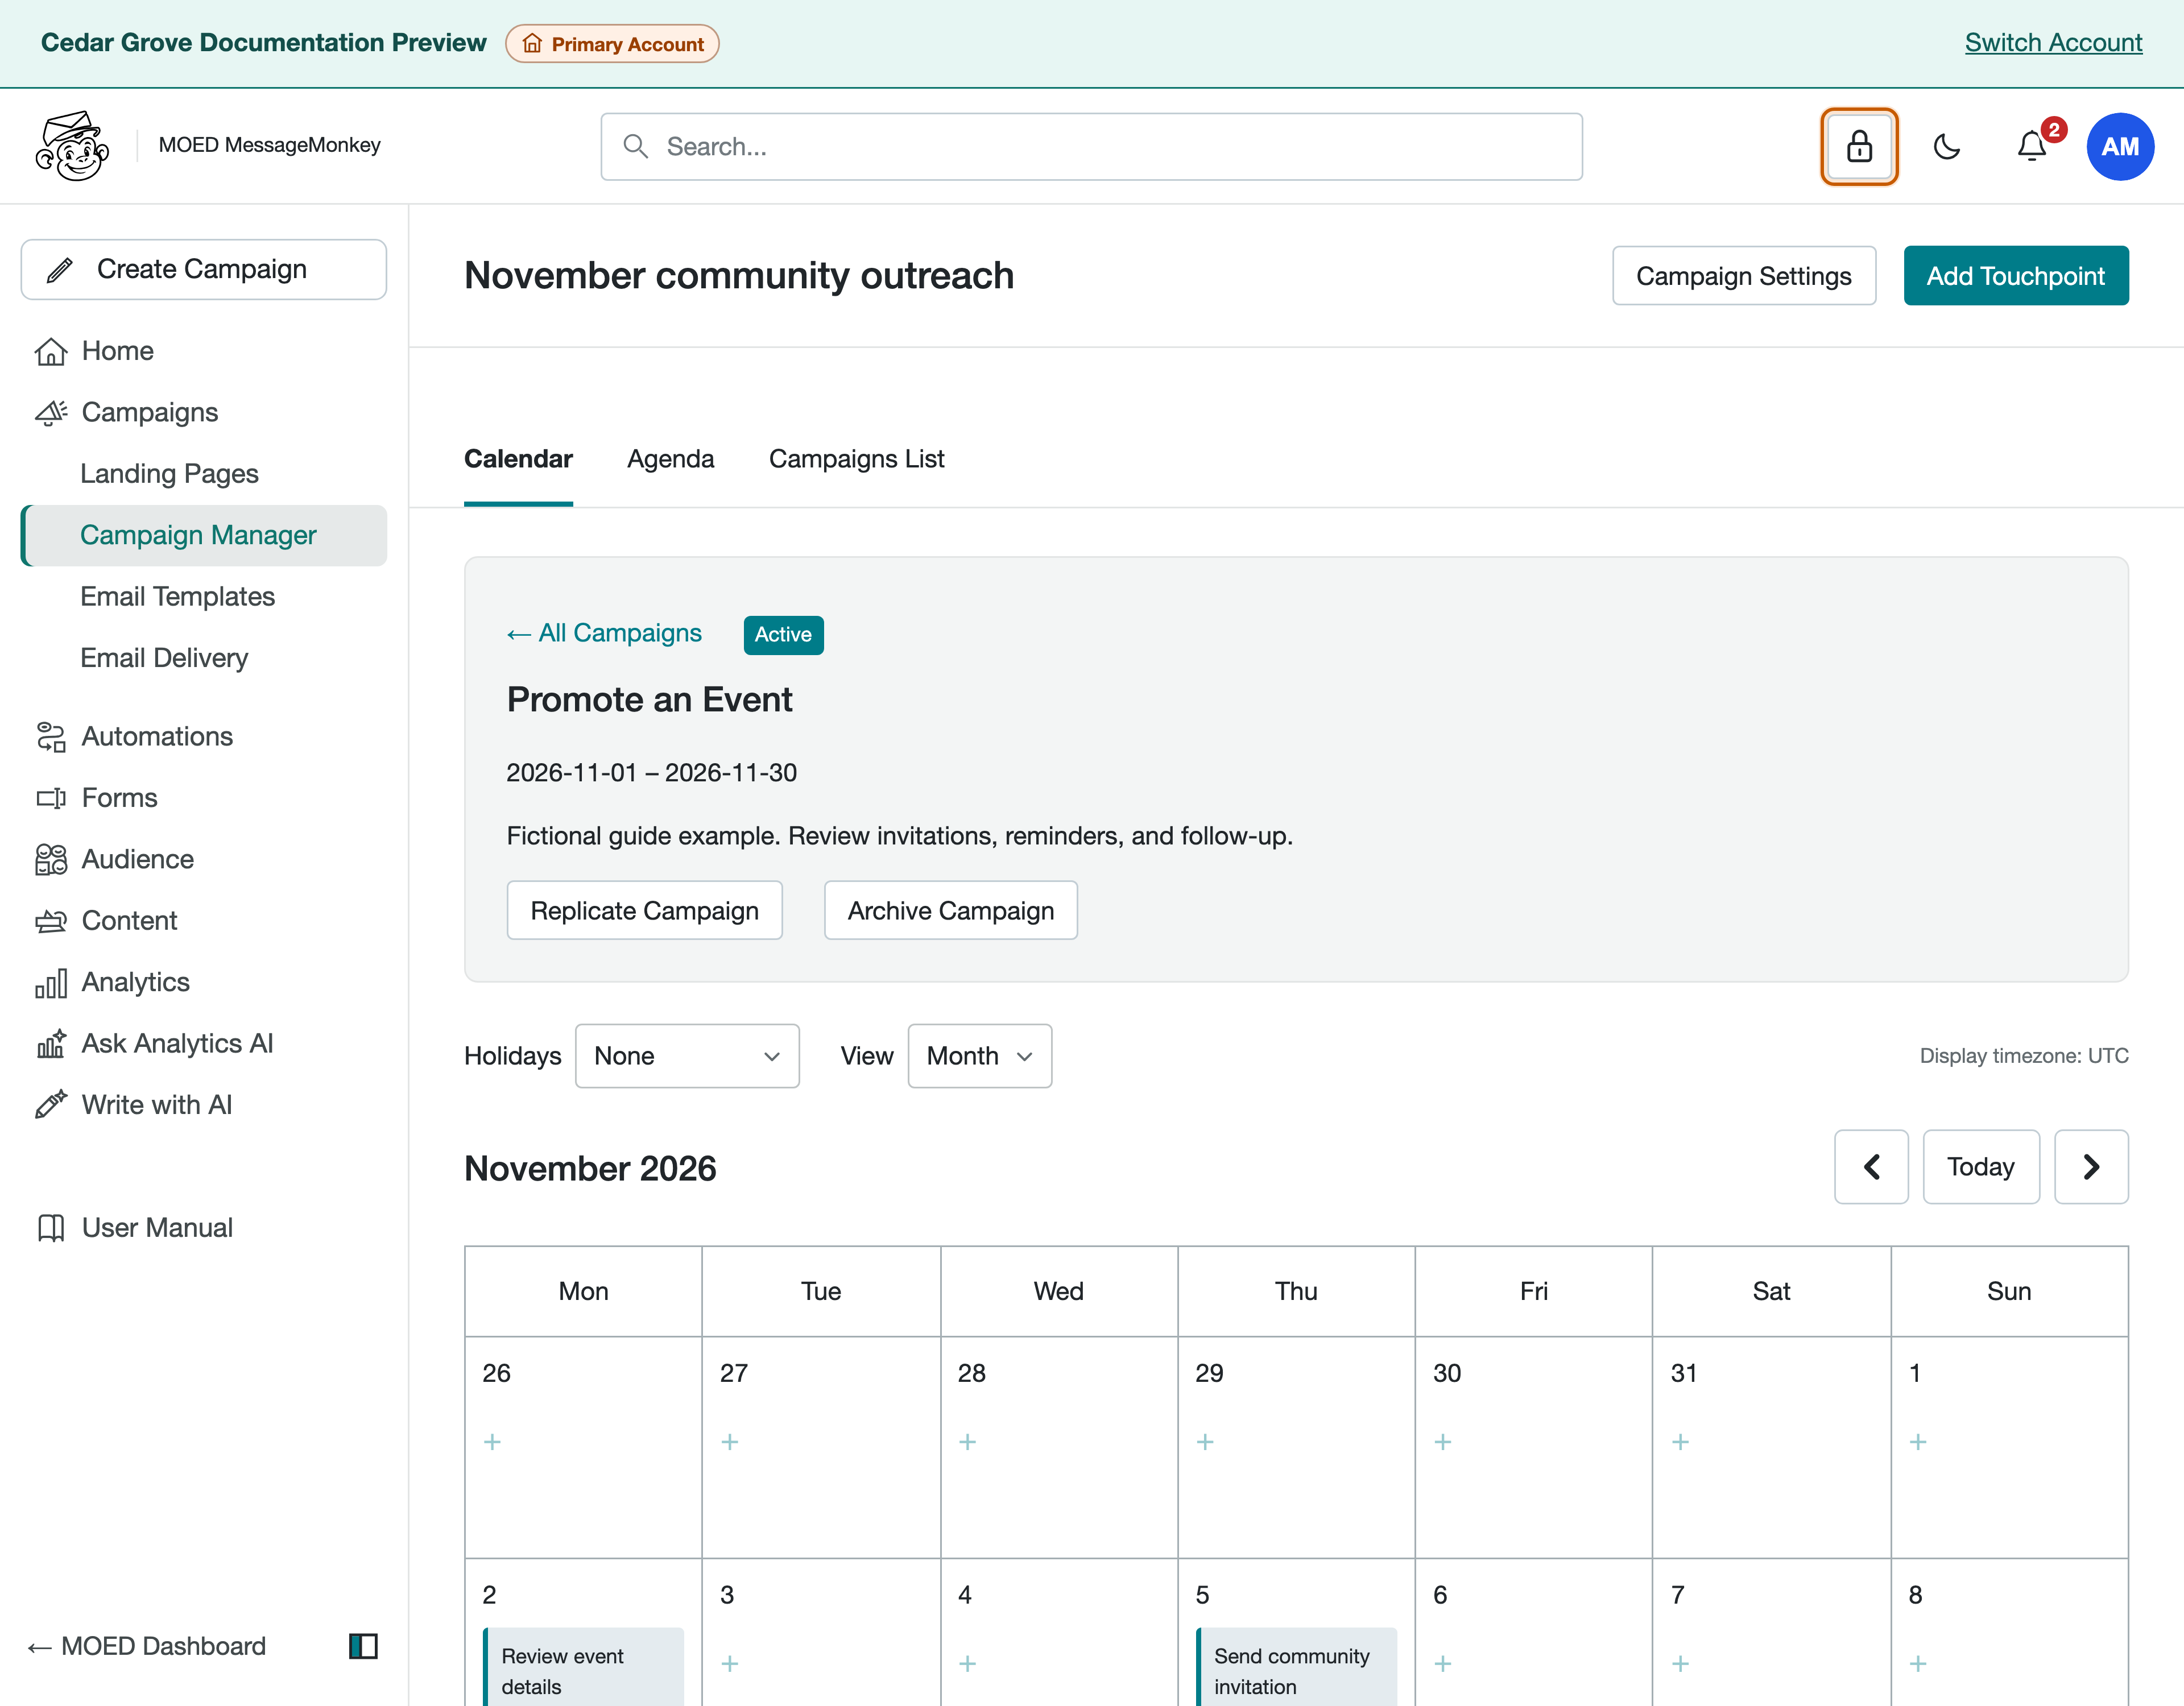 Cedar Grove Documentation Preview
Primary Account
Switch Account
MOED MessageMonkey
Search...
2
AM
Create Campaign
Home
Campaigns
Landing Pages
Campaign Manager
Email Templates
Email Delivery
Automations
Forms
Audience
Content
Analytics
Ask Analytics AI
Write with AI
User Manual
← MOED Dashboard
November community outreach
Campaign Settings
Add Touchpoint
Calendar
Agenda
Campaigns List
← All Campaigns
Active
Promote an Event
2026-11-01 – 2026-11-30
Fictional guide example. Review invitations, reminders, and follow-up.
Replicate Campaign
Archive Campaign
Holidays
None
View
Month
Display timezone: UTC
November 2026
Today
Mon
Tue
Wed
Thu
Fri
Sat
Sun
26
27
28
29
30
31
1
+
+
+
+
+
+
+
2
3
4
5
6
7
8
Review event
details
+
+
Send community
invitation
+
+
+